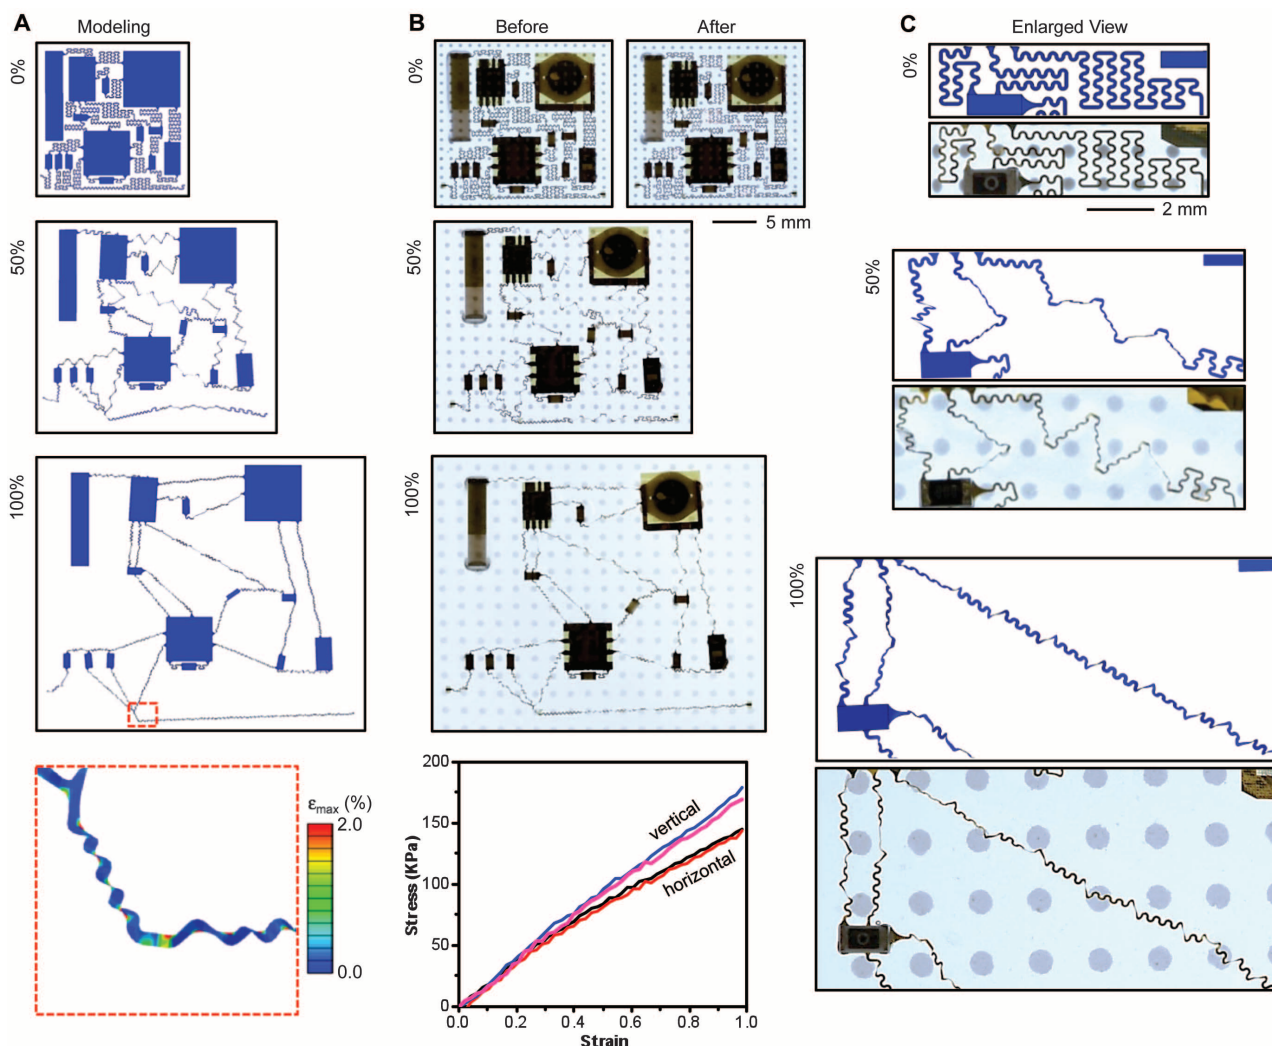 A Modeling
B Before After
C Enlarged View
0%
0%
0%
5 mm
2 mm
50%
50%
50%
100%
100%
100%
εmax (%)
2.0
0.0
200
150
100
50
0
Stress (KPa)
vertical
horizontal
0.0 0.2 0.4 0.6 0.8 1.0
Strain